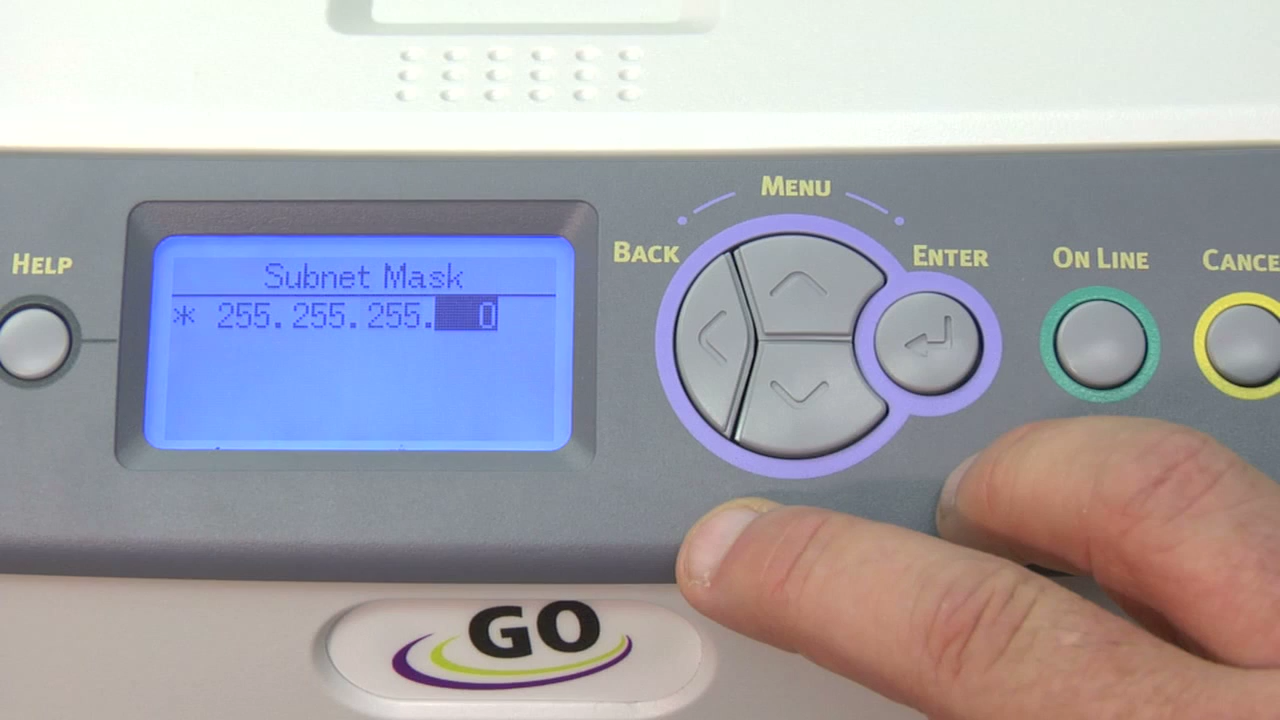 MENU
BACK
ENTER
HELP
ON LINE
CANCE
Subnet Mask
* 255.255.255. 0
GO